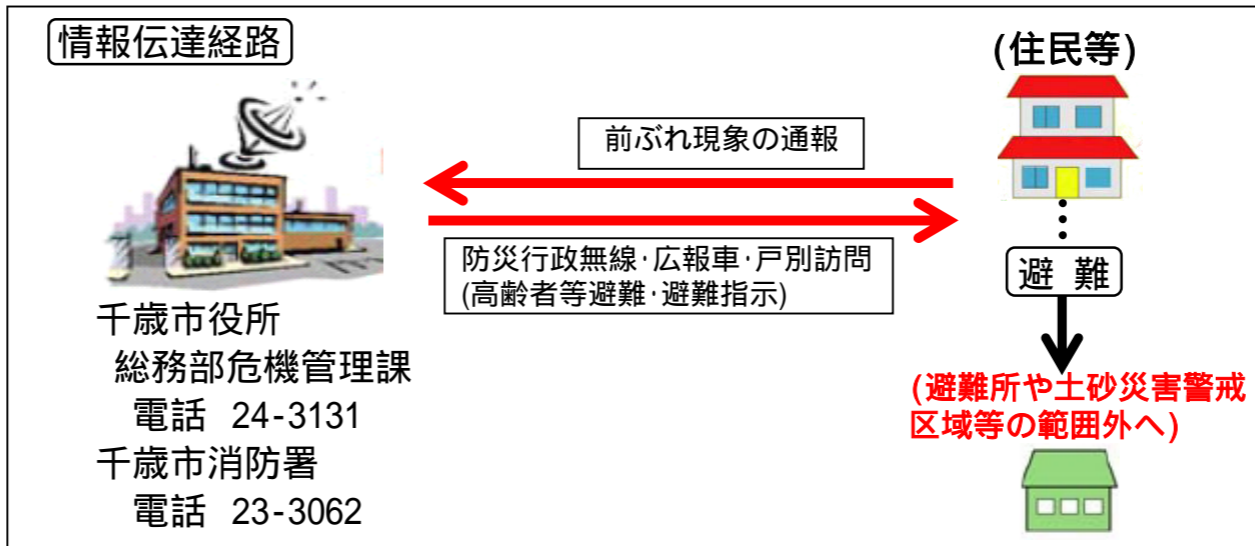 情報伝達経路
(住民等)
前ぶれ現象の通報
防災行政無線・広報車・戸別訪問
(高齢者等避難・避難指示)
避 難
千歳市役所
総務部危機管理課
電話 24-3131
千歳市消防署
電話 23-3062
(避難所や土砂災害警戒
区域等の範囲外へ)